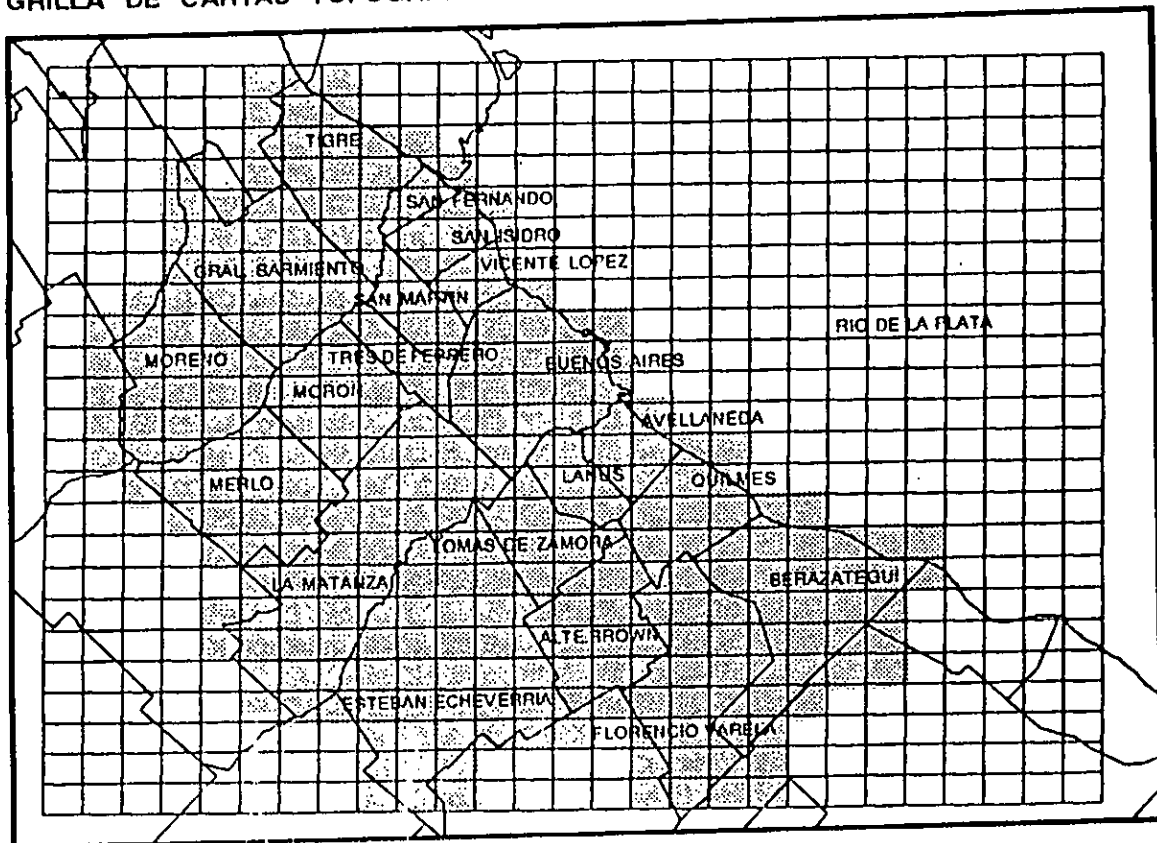 GRILLA DE CARTAS
TIGRE
SAN FERNANDO
SAN ISIDRO
VICENTE LOPEZ
GRAL SARMIENTO
SAN MARTIN
RIO DE LA PLATA
MORENO
TRES DE FEBRERO
BUENOS AIRES
MORON
AVELLANEDA
MERLO
LANUS
QUILMES
LOMAS DE ZAMORA
LA MATANZA
BERAZATEGUI
ALTE BROWN
ESTEBAN ECHEVERRIA
FLORENCIO VARELA